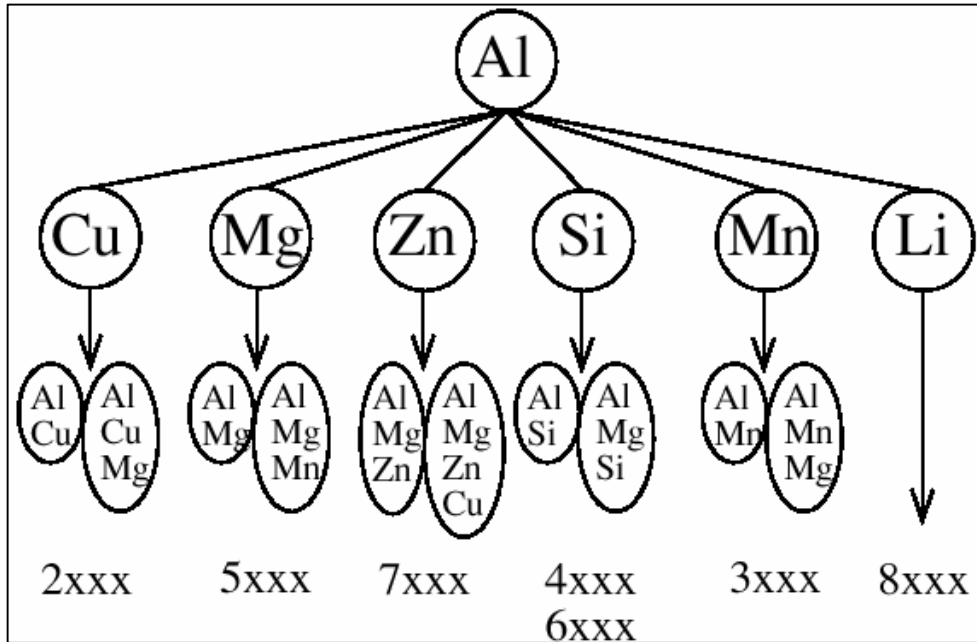 Al
Cu Mg Zn Si Mn Li
Al
Cu
Al
Cu
Mg
Al
Mg
Al
Mg
Mn
Al
Mg
Zn
Al
Mg
Zn
Cu
Al
Si
Al
Mg
Si
Al
Mn
Al
Mn
Mg
2xxx 5xxx 7xxx 4xxx 3xxx 8xxx
6xxx